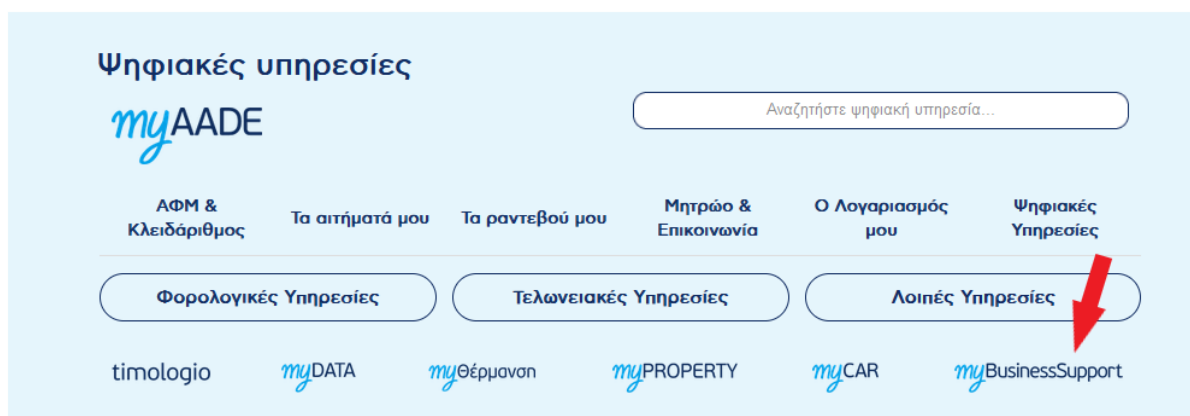 Ψηφιακές υπηρεσίες
myAADE
Αναζητήστε ψηφιακή υπηρεσία...
ΑΦΜ &
Κλειδάριθμος
Τα αιτήματά μου
Τα ραντεβού μου
Μητρώο &
Επικοινωνία
Ο Λογαριασμός
μου
Ψηφιακές
Υπηρεσίες
Φορολογικές Υπηρεσίες
Τελωνειακές Υπηρεσίες
Λοιπές Υπηρεσίες
timologio
myDATA
myΘέρμανση
myPROPERTY
myCAR
myBusinessSupport